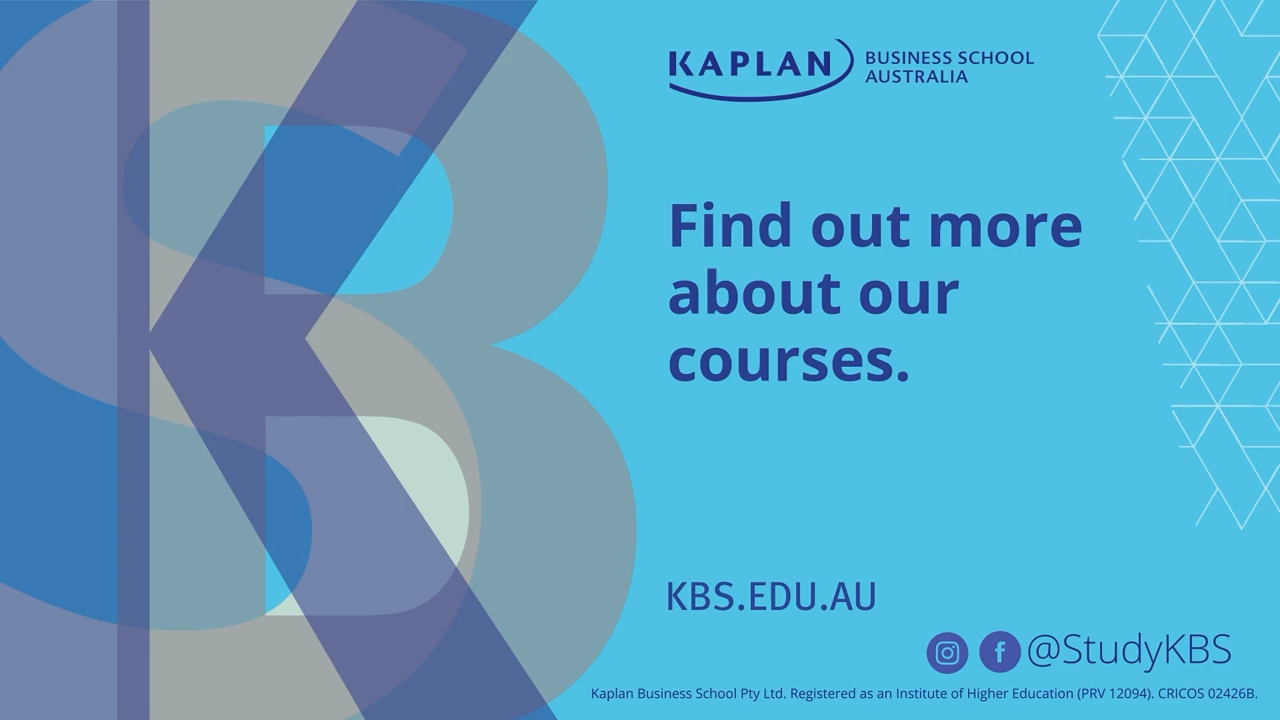 KAPLAN BUSINESS SCHOOL
AUSTRALIA
Find out more
about our
courses.
KBS.EDU.AU
@StudyKBS
Kaplan Business School Pty Ltd. Registered as an Institute of Higher Education (PRV 12094). CRICOS 02426B.